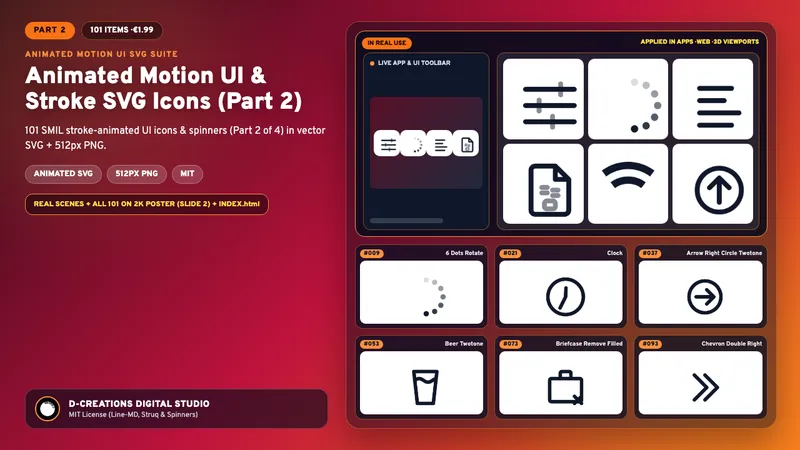 PART 2
101 ITEMS · €1.99
ANIMATED MOTION UI SVG SUITE
Animated Motion UI &
Stroke SVG Icons (Part 2)
101 SMIL stroke-animated UI icons & spinners (Part 2 of 4) in vector
SVG + 512px PNG.
ANIMATED SVG
512PX PNG
MIT
REAL SCENES + ALL 101 ON 2K POSTER (SLIDE 2) + INDEX.html
D-CREATIONS DIGITAL STUDIO
MIT License (Line-MD, Struq & Spinners)
IN REAL USE
APPLIED IN APPS · WEB · 3D VIEWPORTS
LIVE APP & UI TOOLBAR
#009
6 Dots Rotate
#021
Clock
#037
Arrow Right Circle Twotone
#053
Beer Twotone
#073
Briefcase Remove Filled
#093
Chevron Double Right